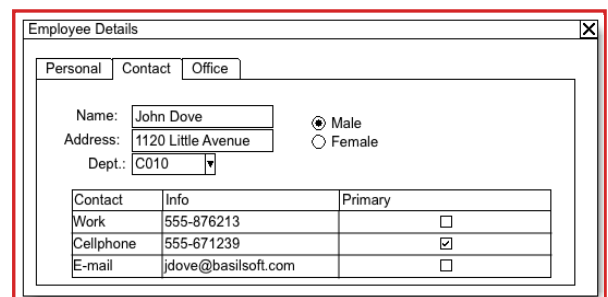 Employee Details
Personal Contact Office
Name: John Dove
Male
Address: 1120 Little Avenue
Female
Dept.: C010
Contact Info Primary
Work 555-876213
Cellphone 555-671239
E-mail jdove@basilsoft.com